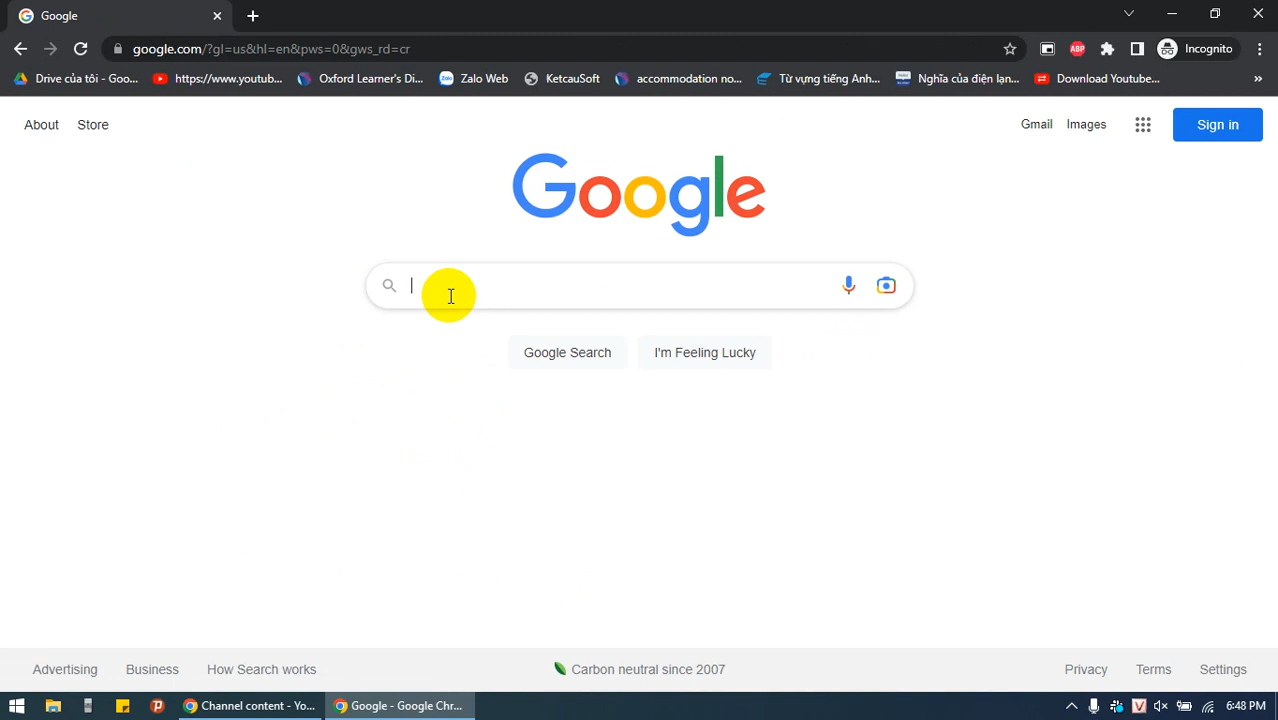 Google
google.com/?gl=us&hl=en&pws=0&gws_rd=cr
ABP
Incognito
Drive của tôi - Goo...
https://www.youtub...
Oxford Learner's Di...
Zalo Web
KetcauSoft
accommodation no...
Từ vựng tiếng Anh...
Nghĩa của điện lạn...
Download Youtube...
About
Store
Gmail
Images
Sign in
Google
Google Search
I'm Feeling Lucky
Advertising
Business
How Search works
Carbon neutral since 2007
Privacy
Terms
Settings
Channel content - Yo...
Google - Google Chr...
V
6:48 PM